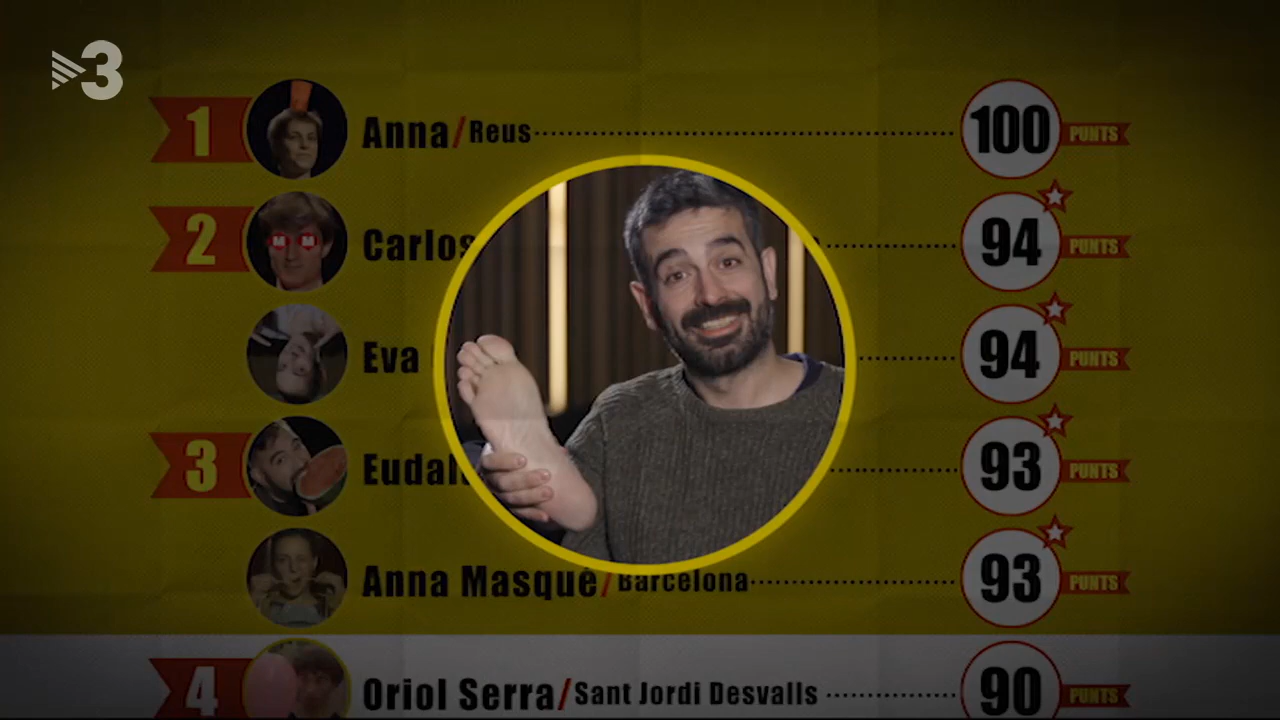 3
1 Anna/Reus 100 PUNTS
2 Carlos 94 PUNTS
Eva 94 PUNTS
3 93 PUNTS
Anna Masqué/Barcelona 93 PUNTS
4 Oriol Serra/Sant Jordi Desvalls 90 PUNTS